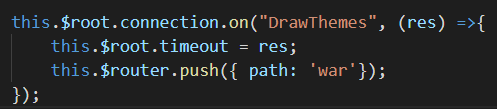 this.$root.connection.on("DrawThemes", (res) =>{
    this.$root.timeout = res;
    this.$router.push({ path: 'war'});
});